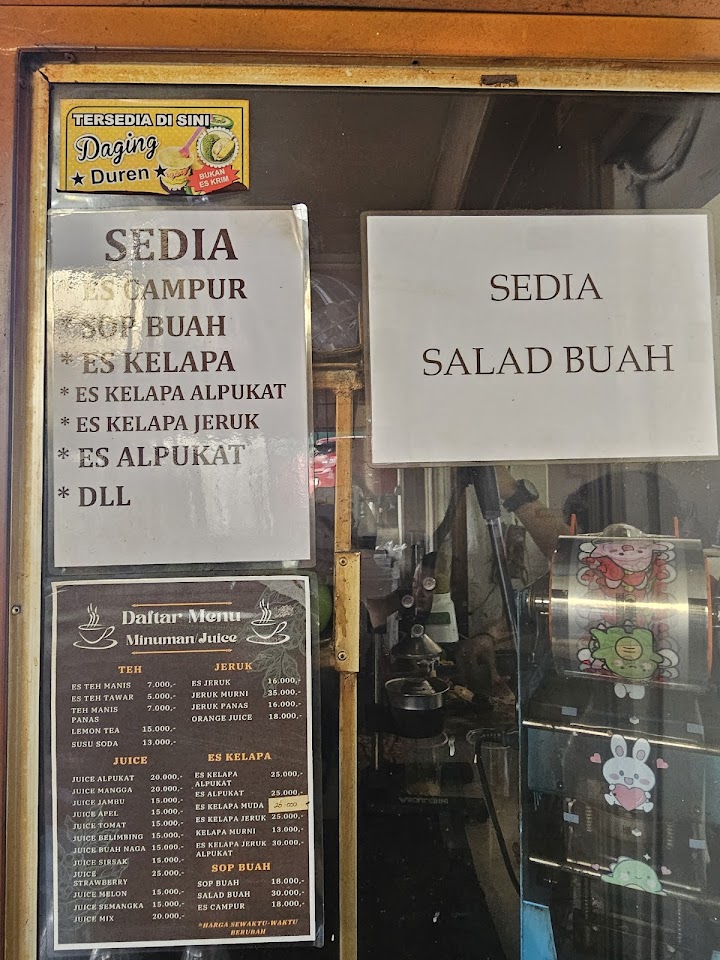 TERSEDIA DI SINI
Daging
★ Duren ★
BUKAN
ES KRIM
SEDIA
* ES CAMPUR
* SOP BUAH
* ES KELAPA
* ES KELAPA ALPUKAT
* ES KELAPA JERUK
* ES ALPUKAT
* DLL
SEDIA
SALAD BUAH
Daftar Menu
Minuman/Juice
TEH
ES TEH MANIS 7.000,-
ES TEH TAWAR 5.000,-
TEH MANIS 7.000,-
PANAS
LEMON TEA 15.000,-
SUSU SODA 13.000,-
JERUK
ES JERUK 16.000,-
JERUK MURNI 35.000,-
JERUK PANAS 16.000,-
ORANGE JUICE 18.000,-
JUICE
JUICE ALPUKAT 20.000,-
JUICE MANGGA 20.000,-
JUICE JAMBU 15.000,-
JUICE APEL 15.000,-
JUICE TOMAT 15.000,-
JUICE BELIMBING 15.000,-
JUICE BUAH NAGA 15.000,-
JUICE SIRSAK 15.000,-
JUICE 25.000,-
STRAWBERRY
JUICE MELON 15.000,-
JUICE SEMANGKA 15.000,-
JUICE MIX 20.000,-
ES KELAPA
ES KELAPA 25.000,-
ALPUKAT
ES ALPUKAT 25.000,-
ES KELAPA MUDA
ES KELAPA JERUK 25.000,-
KELAPA MURNI 13.000,-
ES KELAPA JERUK 30.000,-
ALPUKAT
SOP BUAH
SOP BUAH 18.000,-
SALAD BUAH 30.000,-
ES CAMPUR 18.000,-
*HARGA SEWAKTU-WAKTU
BERUBAH